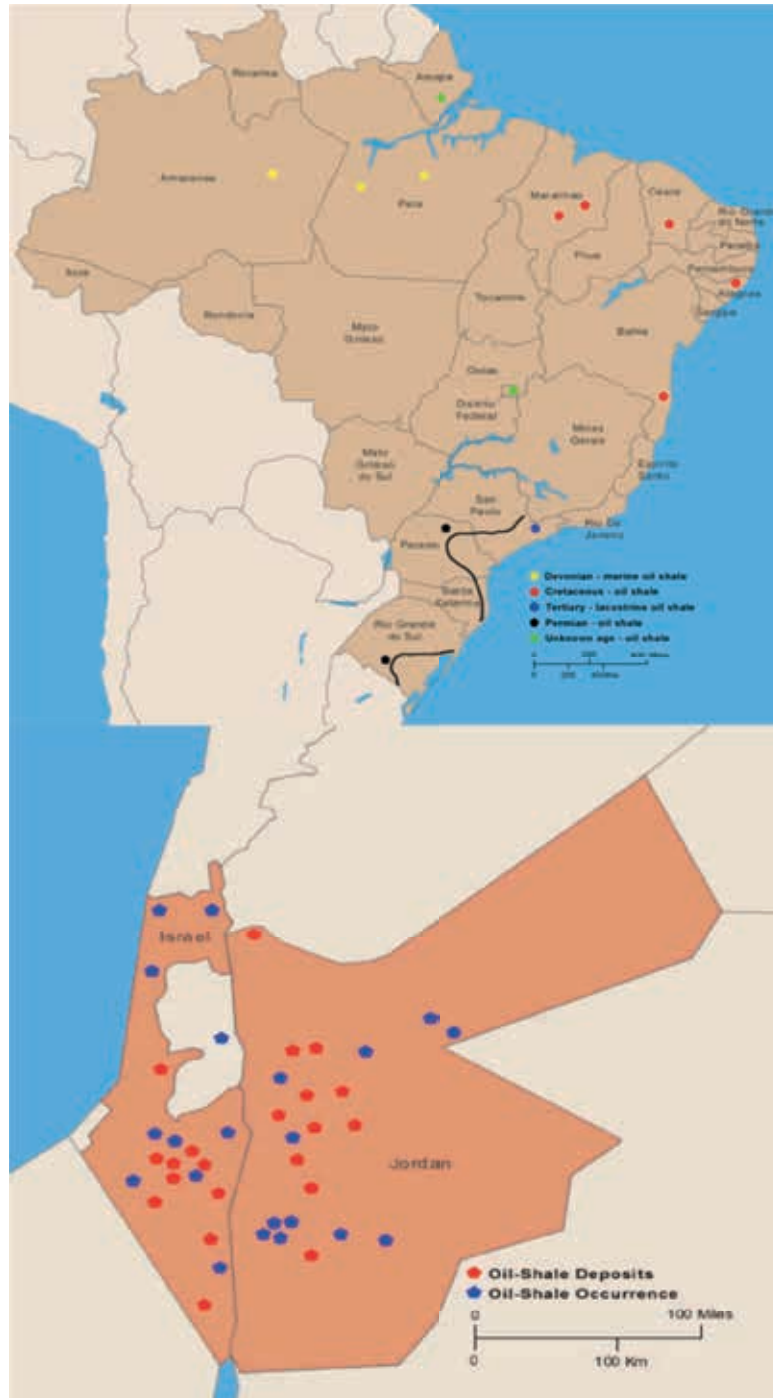 Roraima
Amapa
Amazonas
Para
Maranhao
Ceara
Rio Grande
do Norte
Paraiba
Piaui
Pernambuco
Alagoas
Sergipe
Acre
Rondonia
Tocantins
Mato
Grosso
Bahia
Goias
Distrito
Federal
Minas
Gerais
Mato
Grosso
do Sul
Espirito
Santo
Sao
Paulo
Rio De
Janeiro
Parana
Santa
Catarina
Rio Grande
do Sul
Devonian - marine oil shale
Cretaceous - oil shale
Tertiary - lacustrine oil shale
Permian - oil shale
Unknown age - oil shale
Israel
Jordan
Oil-Shale Deposits
Oil-Shale Occurrence
0 100 Miles
0 100 Km